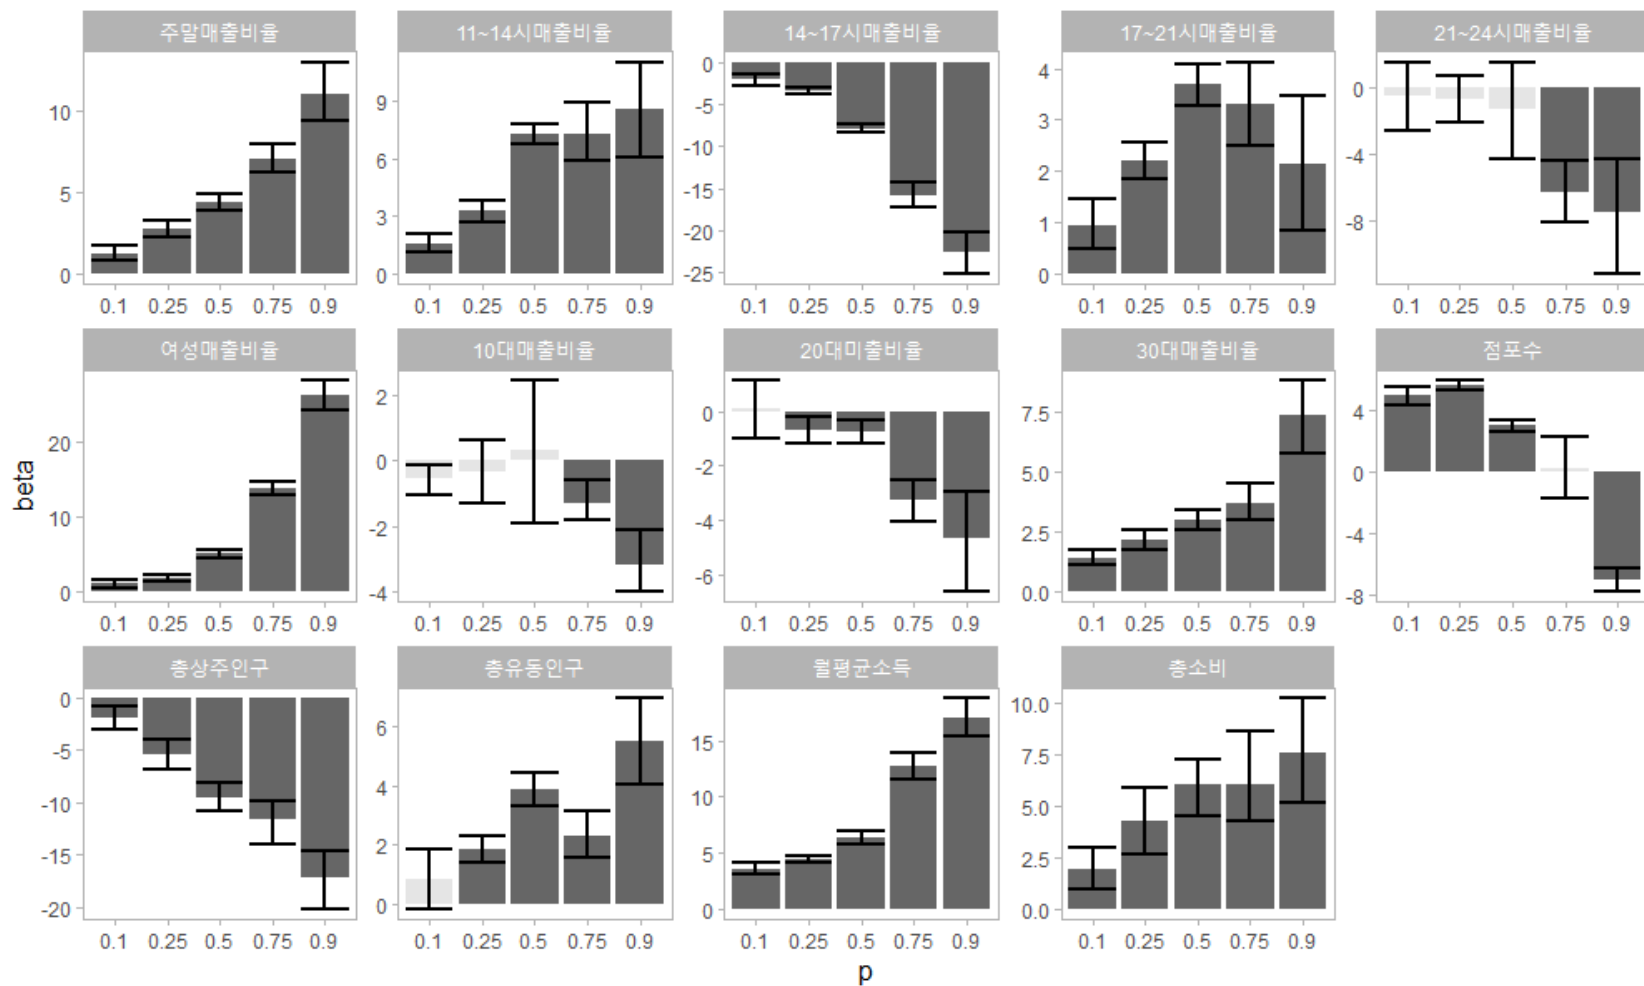 주말매출비율 11~14시매출비율 14~17시매출비율 17~21시매출비율 21~24시매출비율
10 5 0
9 6 3 0
0 -5 -10 -15 -20 -25
4 3 2 1 0
0 -4 -8
0.1 0.25 0.5 0.75 0.9 0.1 0.25 0.5 0.75 0.9 0.1 0.25 0.5 0.75 0.9 0.1 0.25 0.5 0.75 0.9 0.1 0.25 0.5 0.75 0.9
여성매출비율 10대매출비율 20대미출비율 30대매출비율 점포수
beta
20 10 0
2 0 -2 -4
0 -2 -4 -6
7.5 5.0 2.5 0.0
4 0 -4 -8
0.1 0.25 0.5 0.75 0.9 0.1 0.25 0.5 0.75 0.9 0.1 0.25 0.5 0.75 0.9 0.1 0.25 0.5 0.75 0.9 0.1 0.25 0.5 0.75 0.9
총상주인구 총유동인구 월평균소득 총소비
0 -5 -10 -15 -20
6 4 2 0
15 10 5 0
10.0 7.5 5.0 2.5 0.0
0.1 0.25 0.5 0.75 0.9 0.1 0.25 0.5 0.75 0.9 0.1 0.25 0.5 0.75 0.9 0.1 0.25 0.5 0.75 0.9
p